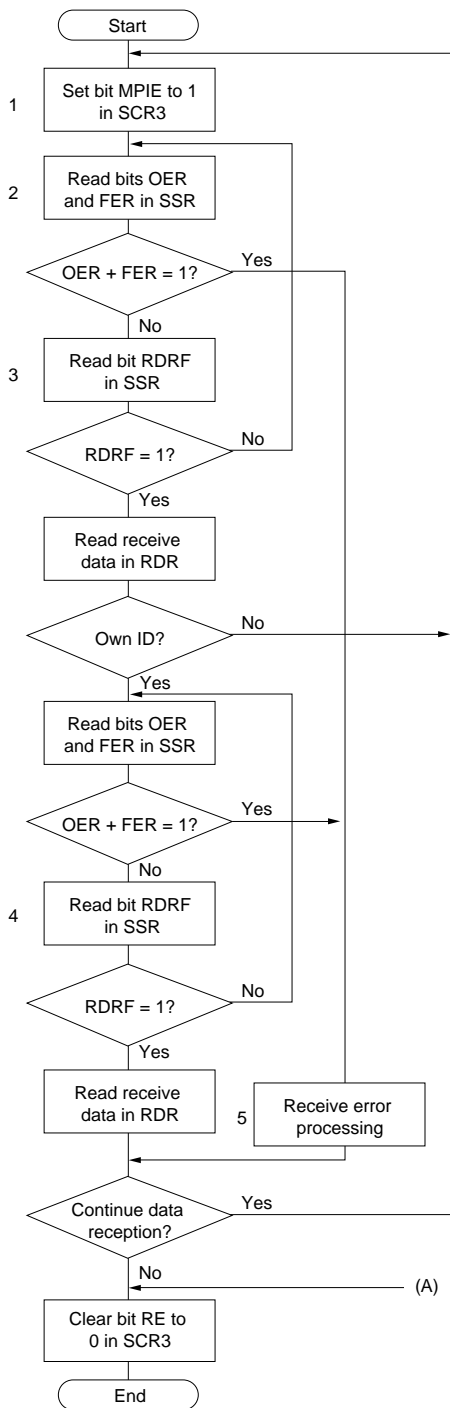 Start
1
Set bit MPIE to 1
in SCR3
2
Read bits OER
and FER in SSR
OER + FER = 1?
Yes
No
3
Read bit RDRF
in SSR
RDRF = 1?
No
Yes
Read receive
data in RDR
Own ID?
No
Yes
Read bits OER
and FER in SSR
OER + FER = 1?
Yes
No
4
Read bit RDRF
in SSR
RDRF = 1?
No
Yes
Read receive
data in RDR
5
Receive error
processing
Continue data
reception?
Yes
No
(A)
Clear bit RE to
0 in SCR3
End